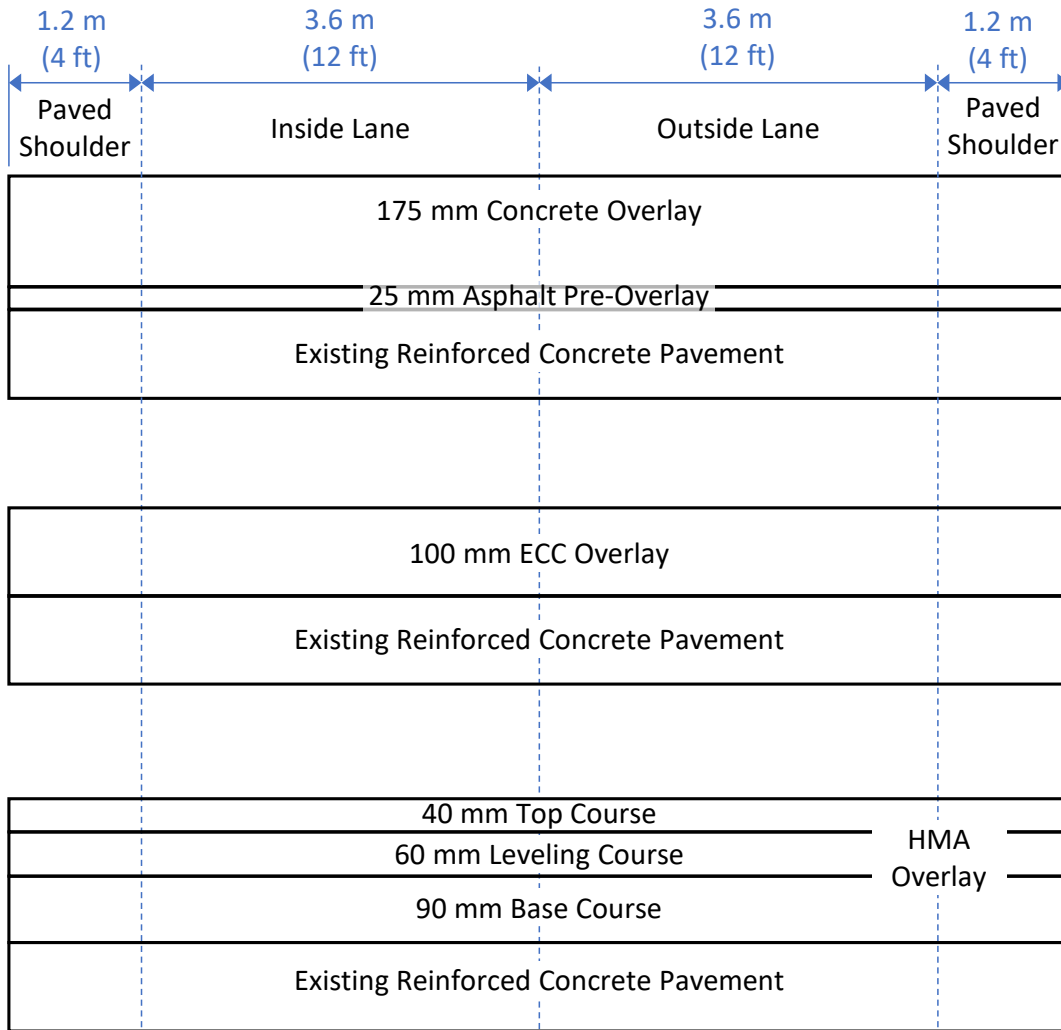 1.2 m
(4 ft)
3.6 m
(12 ft)
3.6 m
(12 ft)
1.2 m
(4 ft)
Paved
Shoulder
Inside Lane
Outside Lane
Paved
Shoulder
175 mm Concrete Overlay
25 mm Asphalt Pre-Overlay
Existing Reinforced Concrete Pavement
100 mm ECC Overlay
Existing Reinforced Concrete Pavement
40 mm Top Course
60 mm Leveling Course
90 mm Base Course
HMA
Overlay
Existing Reinforced Concrete Pavement